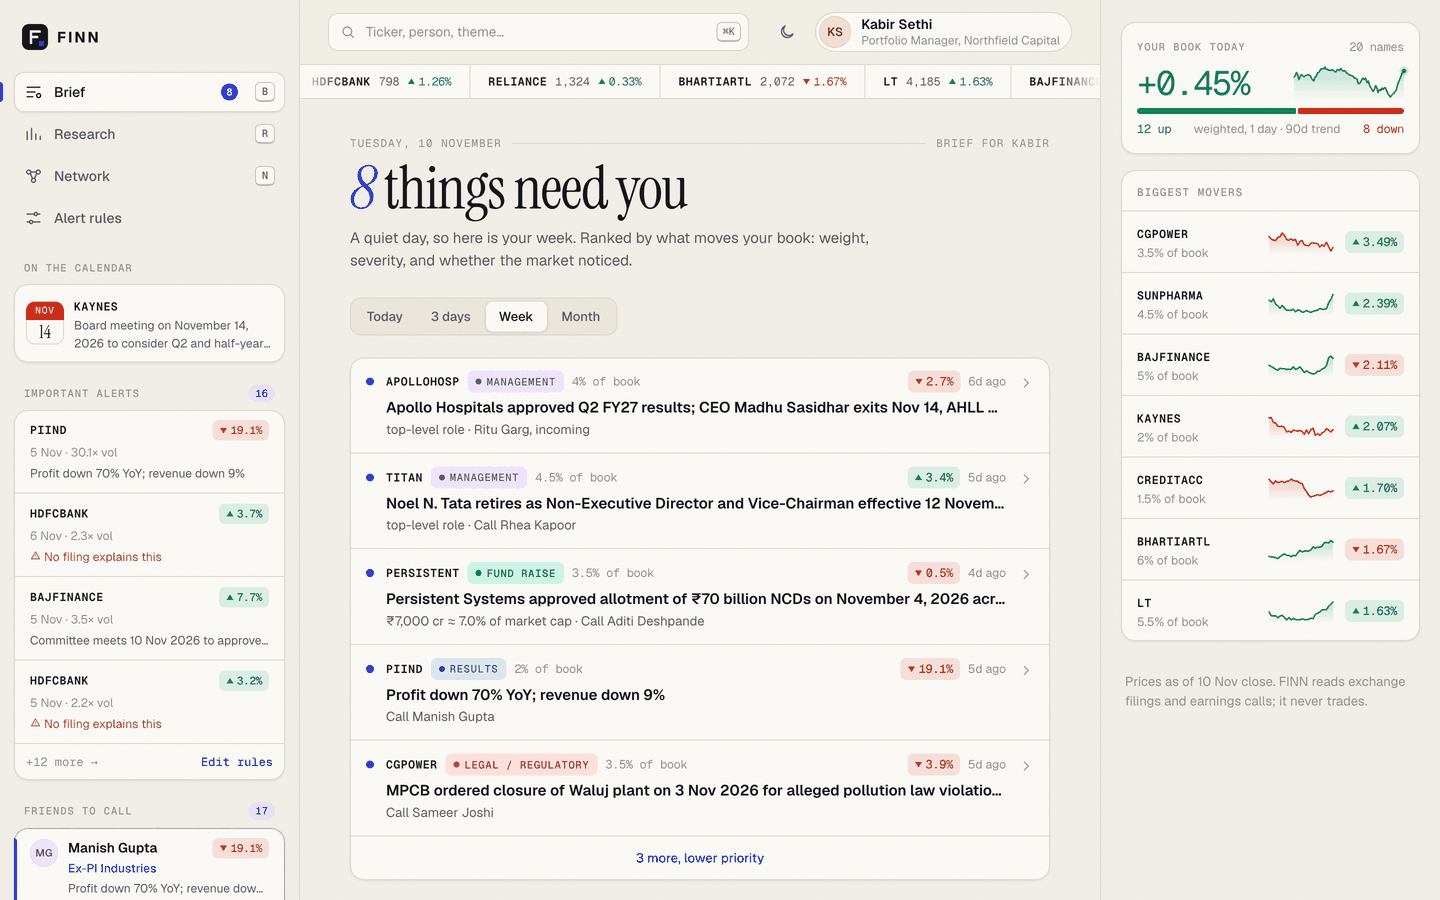 FINN
Brief 8 B
Research R
Network N
Alert rules
ON THE CALENDAR
NOV
14
KAYNES
Board meeting on November 14,
2026 to consider Q2 and half-year…
IMPORTANT ALERTS 16
PIIND ▼19.1%
5 Nov · 30.1× vol
Profit down 70% YoY; revenue down 9%
HDFCBANK ▲3.7%
6 Nov · 2.3× vol
⚠ No filing explains this
BAJFINANCE ▲7.7%
5 Nov · 3.5× vol
Committee meets 10 Nov 2026 to approve…
HDFCBANK ▲3.2%
5 Nov · 2.2× vol
⚠ No filing explains this
+12 more → Edit rules
FRIENDS TO CALL 17
MG Manish Gupta ▼19.1%
Ex-PI Industries
Profit down 70% YoY; revenue dow…
Ticker, person, theme… ⌘K
KS
Kabir Sethi
Portfolio Manager, Northfield Capital
HDFCBANK 798 ▲1.26% RELIANCE 1,324 ▲0.33% BHARTIARTL 2,072 ▼1.67% LT 4,185 ▲1.63% BAJFINANC
TUESDAY, 10 NOVEMBER BRIEF FOR KABIR
8 things need you
A quiet day, so here is your week. Ranked by what moves your book: weight,
severity, and whether the market noticed.
Today 3 days Week Month
APOLLOHOSP MANAGEMENT 4% of book ▼2.7% 6d ago
Apollo Hospitals approved Q2 FY27 results; CEO Madhu Sasidhar exits Nov 14, AHLL …
top-level role · Ritu Garg, incoming
TITAN MANAGEMENT 4.5% of book ▲3.4% 5d ago
Noel N. Tata retires as Non-Executive Director and Vice-Chairman effective 12 Novem…
top-level role · Call Rhea Kapoor
PERSISTENT FUND RAISE 3.5% of book ▼0.5% 4d ago
Persistent Systems approved allotment of ₹70 billion NCDs on November 4, 2026 acr…
₹7,000 cr ≈ 7.0% of market cap · Call Aditi Deshpande
PIIND RESULTS 2% of book ▼19.1% 5d ago
Profit down 70% YoY; revenue down 9%
Call Manish Gupta
CGPOWER LEGAL / REGULATORY 3.5% of book ▼3.9% 5d ago
MPCB ordered closure of Waluj plant on 3 Nov 2026 for alleged pollution law violatio…
Call Sameer Joshi
3 more, lower priority
YOUR BOOK TODAY 20 names
+0.45%
12 up weighted, 1 day · 90d trend 8 down
BIGGEST MOVERS
CGPOWER ▲3.49%
3.5% of book
SUNPHARMA ▲2.39%
4.5% of book
BAJFINANCE ▼2.11%
5% of book
KAYNES ▲2.07%
2% of book
CREDITACC ▲1.70%
1.5% of book
BHARTIARTL ▼1.67%
6% of book
LT ▲1.63%
5.5% of book
Prices as of 10 Nov close. FINN reads exchange
filings and earnings calls; it never trades.